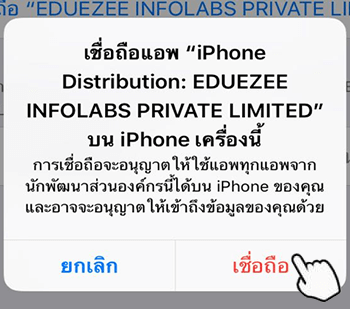 ถือ “EDUEZEE INFOLABS PRIVATE LIMITED”
เชื่อถือแอพ “iPhone
Distribution: EDUEZEE
INFOLABS PRIVATE LIMITED”
บน iPhone เครื่องนี้
การเชื่อถือจะอนุญาตให้ใช้แอพทุกแอพจาก
นักพัฒนาส่วนองค์กรนี้ได้บน iPhone ของคุณ
และอาจจะอนุญาตให้เข้าถึงข้อมูลของคุณด้วย
ยกเลิก
เชื่อถือ